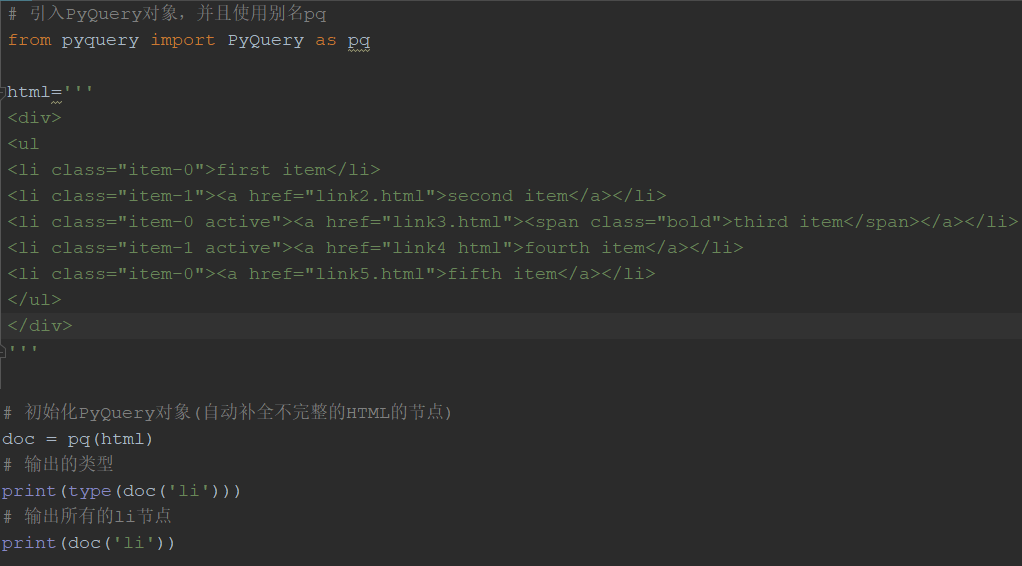 # 引入PyQuery对象，并且使用别名pq
from pyquery import PyQuery as pq
html='''
<div>
<ul
<li class="item-0">first item</li>
<li class="item-1"><a href="link2.html">second item</a></li>
<li class="item-0 active"><a href="link3.html"><span class="bold">third item</span></a></li>
<li class="item-1 active"><a href="link4 html">fourth item</a></li>
<li class="item-0"><a href="link5.html">fifth item</a></li>
</ul>
</div>
'''
# 初始化PyQuery对象(自动补全不完整的HTML的节点)
doc = pq(html)
# 输出的类型
print(type(doc('li')))
# 输出所有的li节点
print(doc('li'))